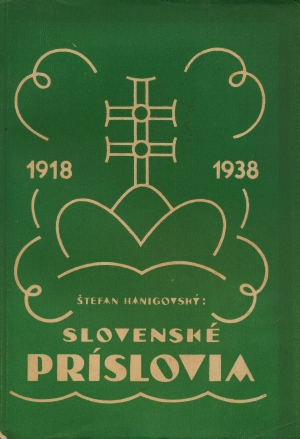 1918 1938
ŠTEFAN HANIGOVSKÝ:
SLOVENSKÉ
PRÍSLOVIA